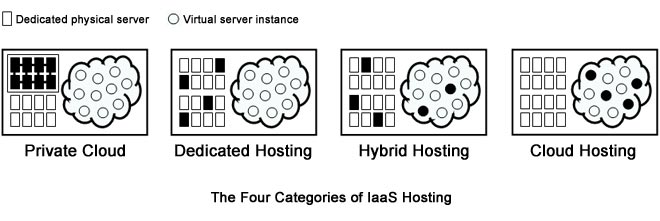 Dedicated physical server
Virtual server instance
Private Cloud
Dedicated Hosting
Hybrid Hosting
Cloud Hosting
The Four Categories of IaaS Hosting